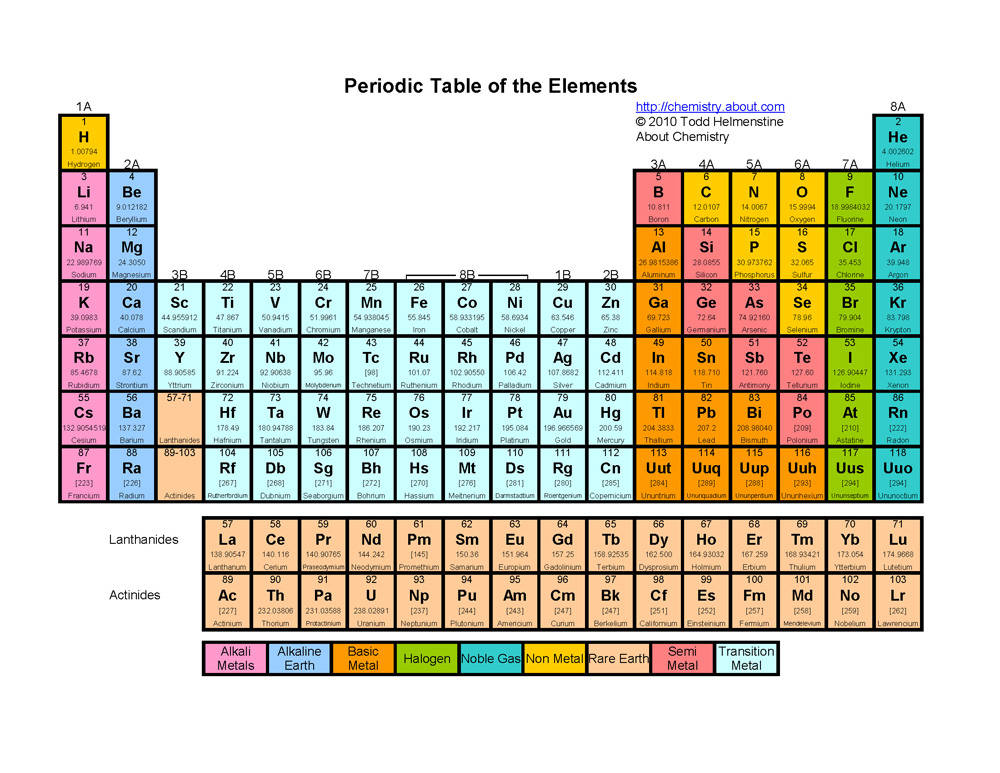 Periodic Table of the Elements
1A http://chemistry.about.com 8A
© 2010 Todd Helmenstine
About Chemistry
1 2
H He
1.00794 4.002602
Hydrogen Helium
2A 3A 4A 5A 6A 7A
3 4 5 6 7 8 9 10
Li Be B C N O F Ne
6.941 9.012182 10.811 12.0107 14.0067 15.9994 18.9984032 20.1797
Lithium Beryllium Boron Carbon Nitrogen Oxygen Fluorine Neon
11 12 13 14 15 16 17 18
Na Mg Al Si P S Cl Ar
22.989769 24.3050 26.9815386 28.0855 30.973762 32.065 35.453 39.948
Sodium Magnesium Aluminum Silicon Phosphorus Sulfur Chlorine Argon
3B 4B 5B 6B 7B 8B 1B 2B
19 20 21 22 23 24 25 26 27 28 29 30 31 32 33 34 35 36
K Ca Sc Ti V Cr Mn Fe Co Ni Cu Zn Ga Ge As Se Br Kr
39.0983 40.078 44.955912 47.867 50.9415 51.9961 54.938045 55.845 58.933195 58.6934 63.546 65.38 69.723 72.64 74.92160 78.96 79.904 83.798
Potassium Calcium Scandium Titanium Vanadium Chromium Manganese Iron Cobalt Nickel Copper Zinc Gallium Germanium Arsenic Selenium Bromine Krypton
37 38 39 40 41 42 43 44 45 46 47 48 49 50 51 52 53 54
Rb Sr Y Zr Nb Mo Tc Ru Rh Pd Ag Cd In Sn Sb Te I Xe
85.4678 87.62 88.90585 91.224 92.90638 95.96 [98] 101.07 102.90550 106.42 107.8682 112.411 114.818 118.710 121.760 127.60 126.90447 131.293
Rubidium Strontium Yttrium Zirconium Niobium Molybdenum Technetium Ruthenium Rhodium Palladium Silver Cadmium Indium Tin Antimony Tellurium Iodine Xenon
55 56 57-71 72 73 74 75 76 77 78 79 80 81 82 83 84 85 86
Cs Ba Hf Ta W Re Os Ir Pt Au Hg Tl Pb Bi Po At Rn
132.9054519 137.327 178.49 180.94788 183.84 186.207 190.23 192.217 195.084 196.966569 200.59 204.3833 207.2 208.98040 [209] [210] [222]
Cesium Barium Lanthanides Hafnium Tantalum Tungsten Rhenium Osmium Iridium Platinum Gold Mercury Thallium Lead Bismuth Polonium Astatine Radon
87 88 89-103 104 105 106 107 108 109 110 111 112 113 114 115 116 117 118
Fr Ra Rf Db Sg Bh Hs Mt Ds Rg Cn Uut Uuq Uup Uuh Uus Uuo
[223] [226] [267] [268] [271] [272] [270] [276] [281] [280] [285] [284] [289] [288] [293] [294] [294]
Francium Radium Actinides Rutherfordium Dubnium Seaborgium Bohrium Hassium Meitnerium Darmstadtium Roentgenium Copernicium Ununtrium Ununquadium Ununpentium Ununhexium Ununseptium Ununoctium
57 58 59 60 61 62 63 64 65 66 67 68 69 70 71
Lanthanides La Ce Pr Nd Pm Sm Eu Gd Tb Dy Ho Er Tm Yb Lu
138.90547 140.116 140.90765 144.242 [145] 150.36 151.964 157.25 158.92535 162.500 164.93032 167.259 168.93421 173.054 174.9668
Lanthanum Cerium Praseodymium Neodymium Promethium Samarium Europium Gadolinium Terbium Dysprosium Holmium Erbium Thulium Ytterbium Lutetium
89 90 91 92 93 94 95 96 97 98 99 100 101 102 103
Actinides Ac Th Pa U Np Pu Am Cm Bk Cf Es Fm Md No Lr
[227] 232.03806 231.03588 238.02891 [237] [244] [243] [247] [247] [251] [252] [257] [258] [259] [262]
Actinium Thorium Protactinium Uranium Neptunium Plutonium Americium Curium Berkelium Californium Einsteinium Fermium Mendelevium Nobelium Lawrencium
Alkali Metals
Alkaline Earth
Basic Metal
Halogen
Noble Gas
Non Metal
Rare Earth
Semi Metal
Transition Metal